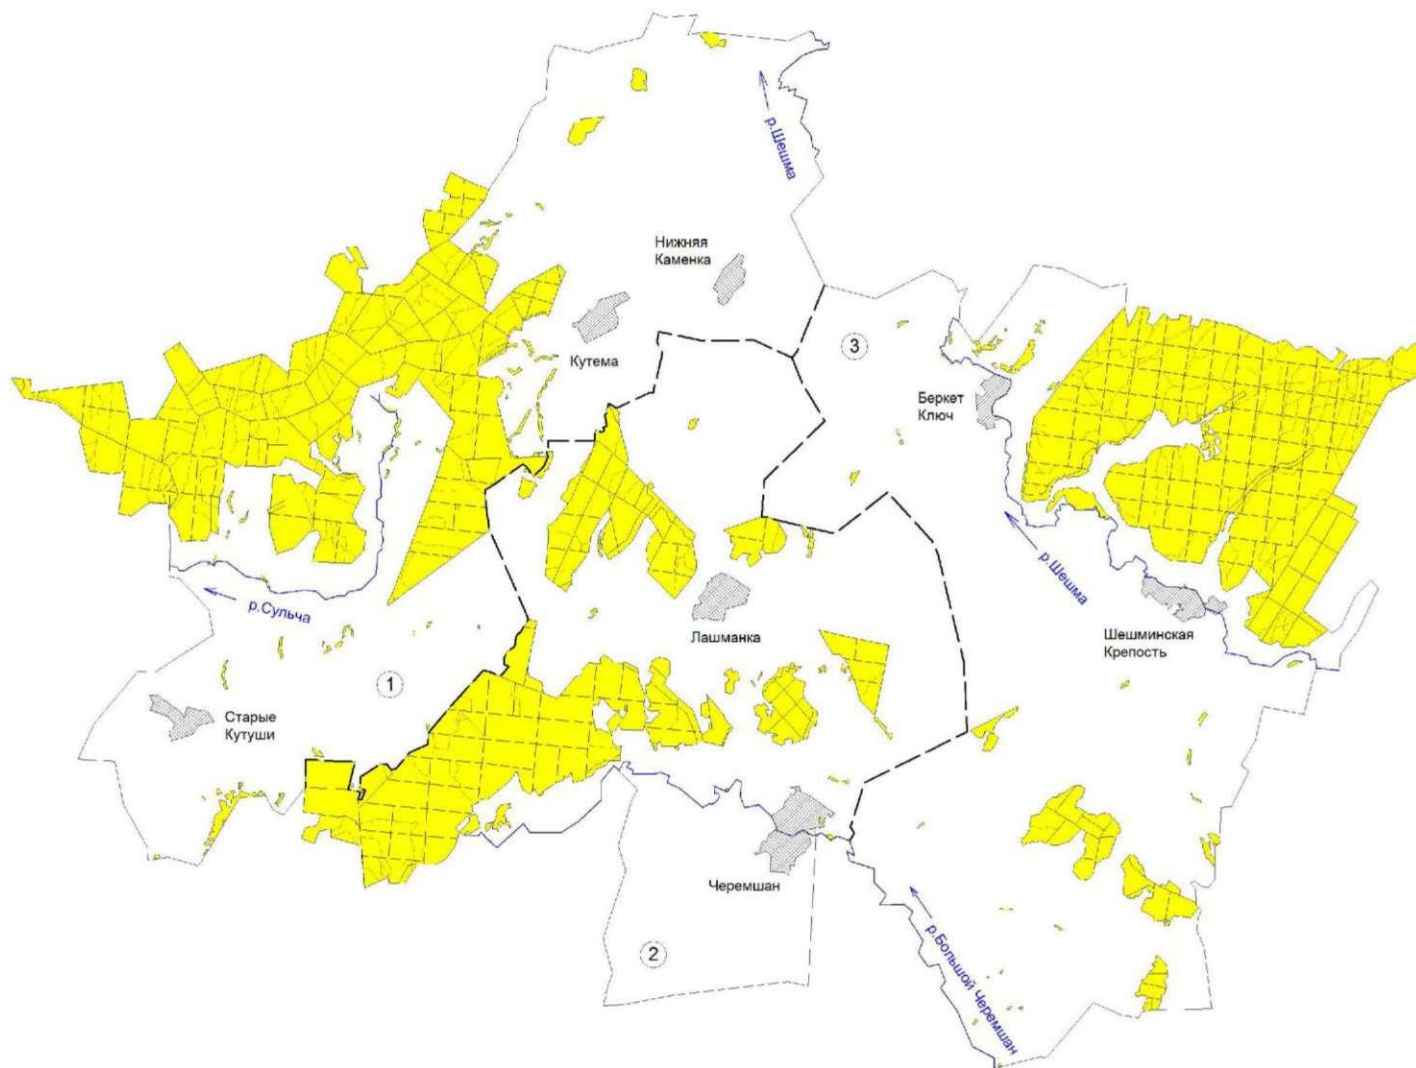 р.Шешма
Нижняя
Каменка
3
Кутема
Беркет
Ключ
р.Шешма
р.Сульча
Лашманка
Шешминская
Крепость
1
Старые
Кутуши
Черемшан
2
р.Большой Черемшан